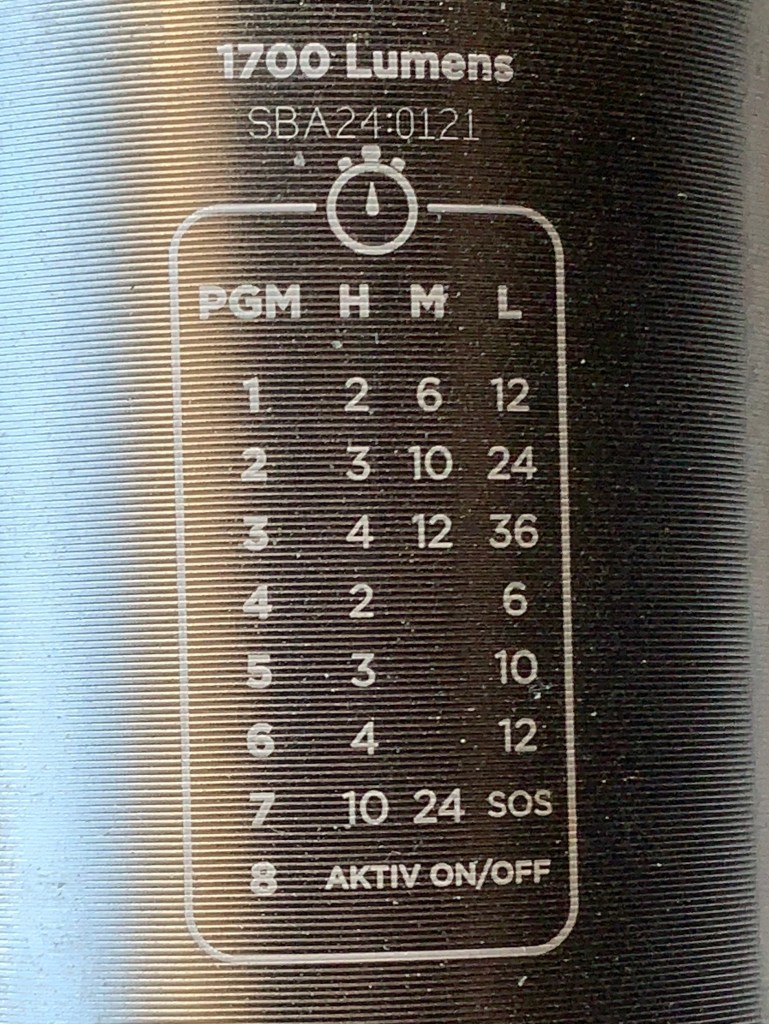 1700 Lumens
SBA24:0121
PGM H M L
1 2 6 12
2 3 10 24
3 4 12 36
4 2 6
5 3 10
6 4 12
7 10 24 SOS
8 AKTIV ON/OFF